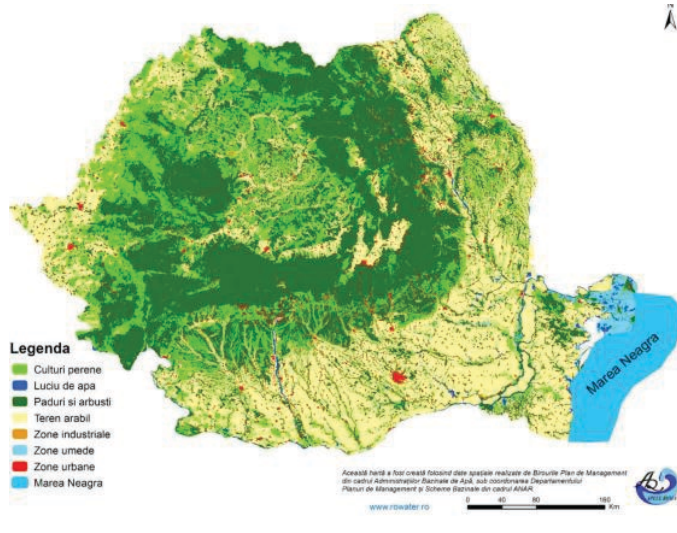 Marea Neagra
Legenda
Culturi perene
Luciu de apa
Paduri si arbusti
Teren arabil
Zone industriale
Zone umede
Zone urbane
Marea Neagra
Această hartă a fost creată folosind date spațiale realizate de Birourile Plan de Management
din cadrul Administrațiilor Bazinale de Apă, sub coordonarea Departamentului
Planuri de Management și Scheme Bazinale din cadrul ANAR.
www.rowater.ro
0 40 80 160
Km